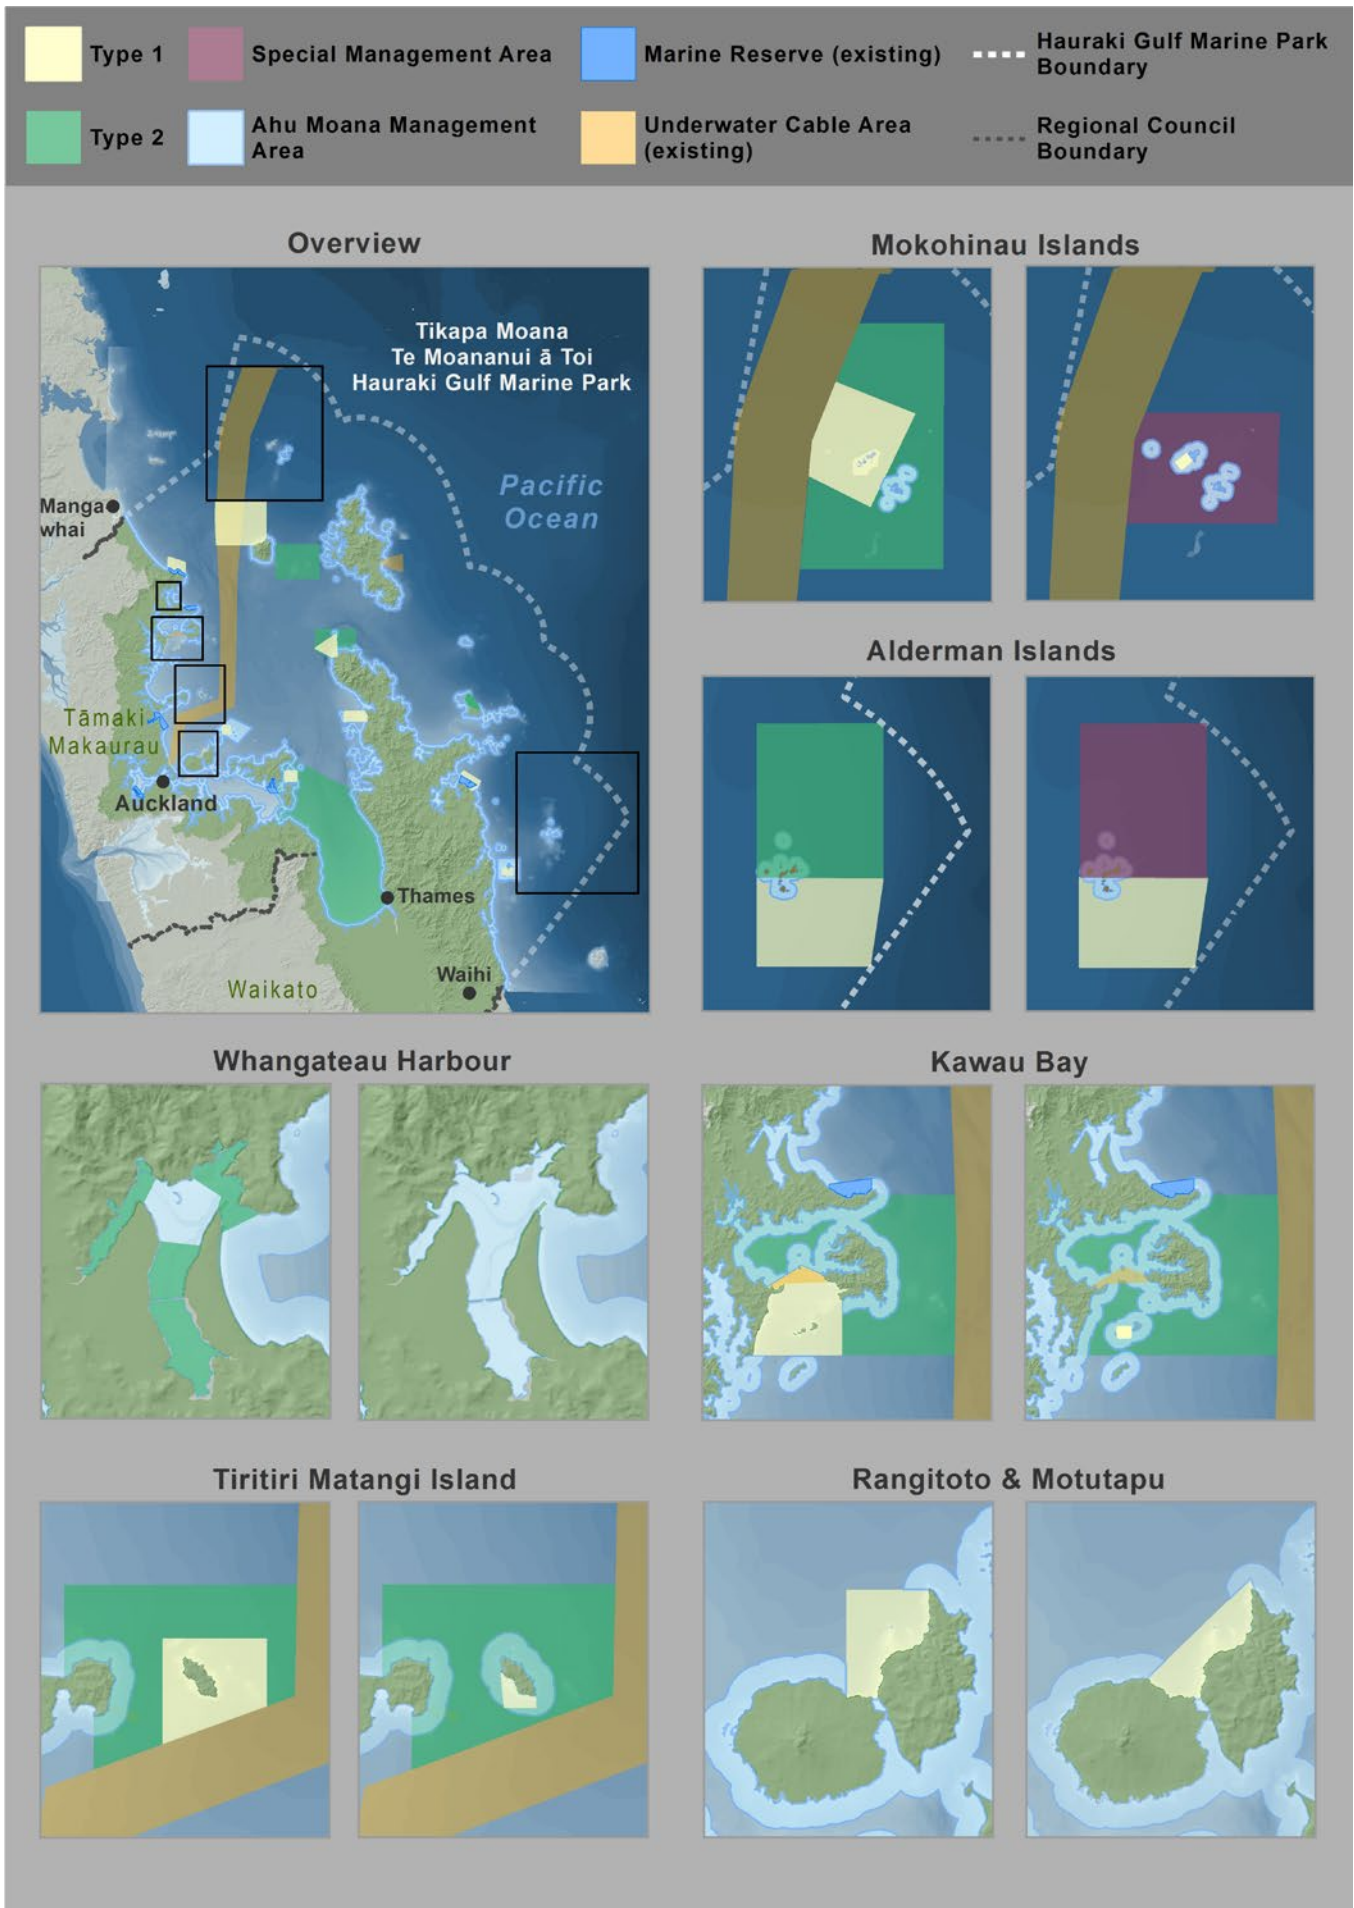 Type 1
Special Management Area
Marine Reserve (existing)
Hauraki Gulf Marine Park
Boundary
Type 2
Ahu Moana Management
Area
Underwater Cable Area
(existing)
Regional Council
Boundary
Overview
Tikapa Moana
Te Moananui ā Toi
Hauraki Gulf Marine Park
Pacific
Ocean
Manga
whai
Tāmaki
Makaurau
Auckland
Thames
Waikato
Waihi
Mokohinau Islands
Alderman Islands
Whangateau Harbour
Kawau Bay
Tiritiri Matangi Island
Rangitoto & Motutapu